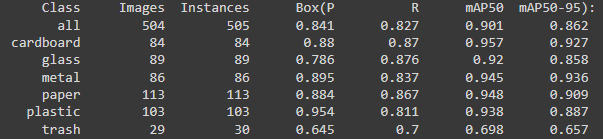 Class Images Instances Box(P R mAP50 mAP50-95):
all 504 505 0.841 0.827 0.901 0.862
cardboard 84 84 0.88 0.87 0.957 0.927
glass 89 89 0.786 0.876 0.92 0.858
metal 86 86 0.895 0.837 0.945 0.936
paper 113 113 0.884 0.867 0.948 0.909
plastic 103 103 0.954 0.811 0.938 0.887
trash 29 30 0.645 0.7 0.698 0.657